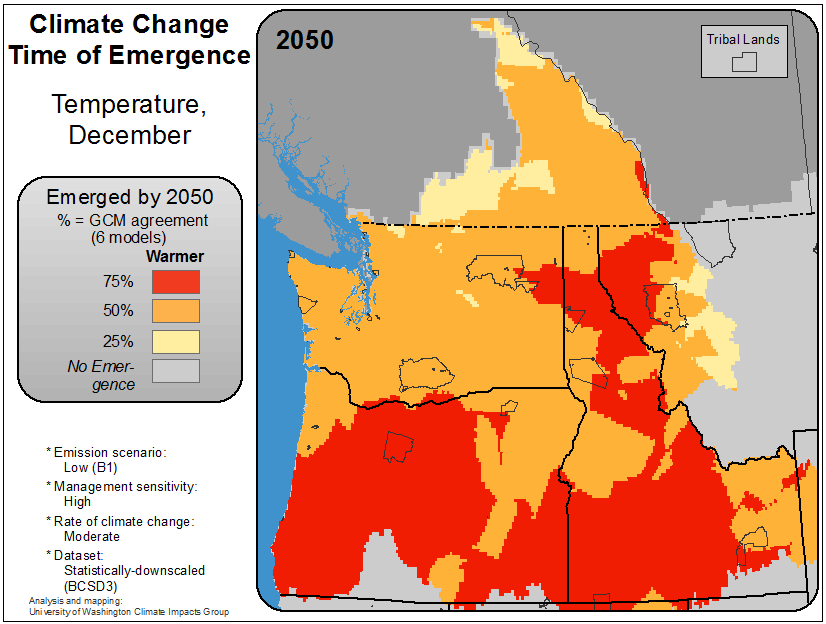 Climate Change
Time of Emergence
Temperature,
December
Emerged by 2050
% = GCM agreement
(6 models)
Warmer
75%
50%
25%
No Emer-
gence
* Emission scenario:
Low (B1)
* Management sensitivity:
High
* Rate of climate change:
Moderate
* Dataset:
Statistically-downscaled
(BCSD3)
Analysis and mapping:
University of Washington Climate Impacts Group
2050
Tribal Lands